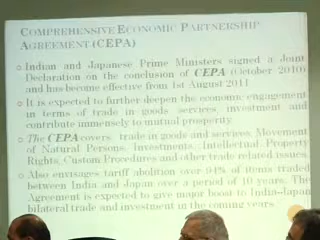 COMPREHENSIVE ECONOMIC PARTNERSHIP
AGREEMENT (CEPA)
Indian and Japanese Prime Ministers signed a Joint
Declaration on the conclusion of CEPA (October 2010)
and has become effective from 1st August 2011
It is expected to further deepen the economic engagement
in terms of trade in goods, services, investment and
contribute immensely to mutual prosperity.
The CEPA covers trade in goods and services, Movement
of Natural Persons, Investments, Intellectual Property
Rights, Custom Procedures and other trade related issues.
Also envisages tariff abolition over 94% of items traded
between India and Japan over a period of 10 years. The
Agreement is expected to give major boom to India-Japan
bilateral trade and investment in the coming years.